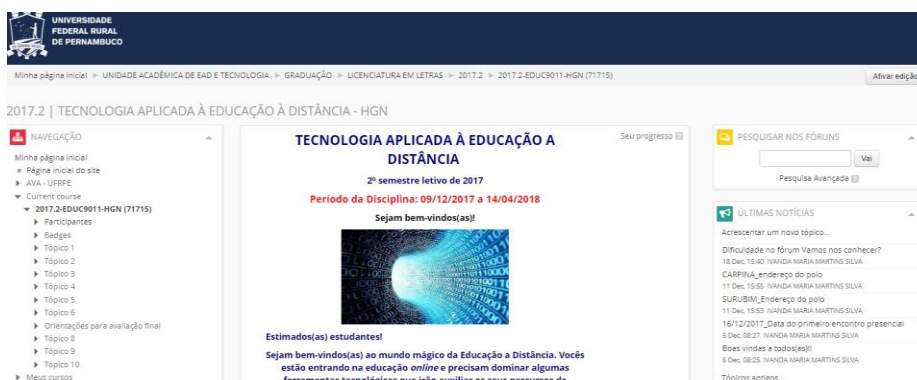 UNIVERSIDADE
FEDERAL RURAL
DE PERNAMBUCO
Minha página inicial ► UNIDADE ACADÊMICA DE EAD E TECNOLOGIA ► GRADUAÇÃO ► LICENCIATURA EM LETRAS ► 2017.2 ► 2017.2-EDUC9011-HGN (71715)
Ativar edição
2017.2 | TECNOLOGIA APLICADA À EDUCAÇÃO À DISTÂNCIA - HGN
NAVEGAÇÃO
Minha página inicial
Página inicial do site
AVA - UFRPE
Current course
2017.2-EDUC9011-HGN (71715)
Participantes
Badges
Tópico 1
Tópico 2
Tópico 3
Tópico 4
Tópico 5
Tópico 6
Orientações para avaliação final
Tópico 8
Tópico 9
Tópico 10
Meus cursos
Seu progresso
TECNOLOGIA APLICADA À EDUCAÇÃO A
DISTÂNCIA
2º semestre letivo de 2017
Período da Disciplina: 09/12/2017 a 14/04/2018
Sejam bem-vindos(as)!
Estimados(as) estudantes!
Sejam bem-vindos(as) ao mundo mágico da Educação a Distância. Vocês
estão entrando na educação online e precisam dominar algumas
ferramentas tecnológicas que irão auxiliar os seus percursos de
PESQUISAR NOS FÓRUNS
Vai
Pesquisa Avançada
ÚLTIMAS NOTÍCIAS
Acrescentar um novo tópico...
Dificuldade no fórum Vamos nos conhecer?
18 Dec, 15:40 IVANDA MARIA MARTINS SILVA
CARPINA_endereço do polo
11 Dec, 15:55 IVANDA MARIA MARTINS SILVA
SURUBIM_Endereço do polo
11 Dec, 15:53 IVANDA MARIA MARTINS SILVA
16/12/2017_Data do primeiro encontro presencial
6 Dec, 08:27 IVANDA MARIA MARTINS SILVA
Boas vindas a todos(as)!!
6 Dec, 08:25 IVANDA MARIA MARTINS SILVA
Tópicos antigos